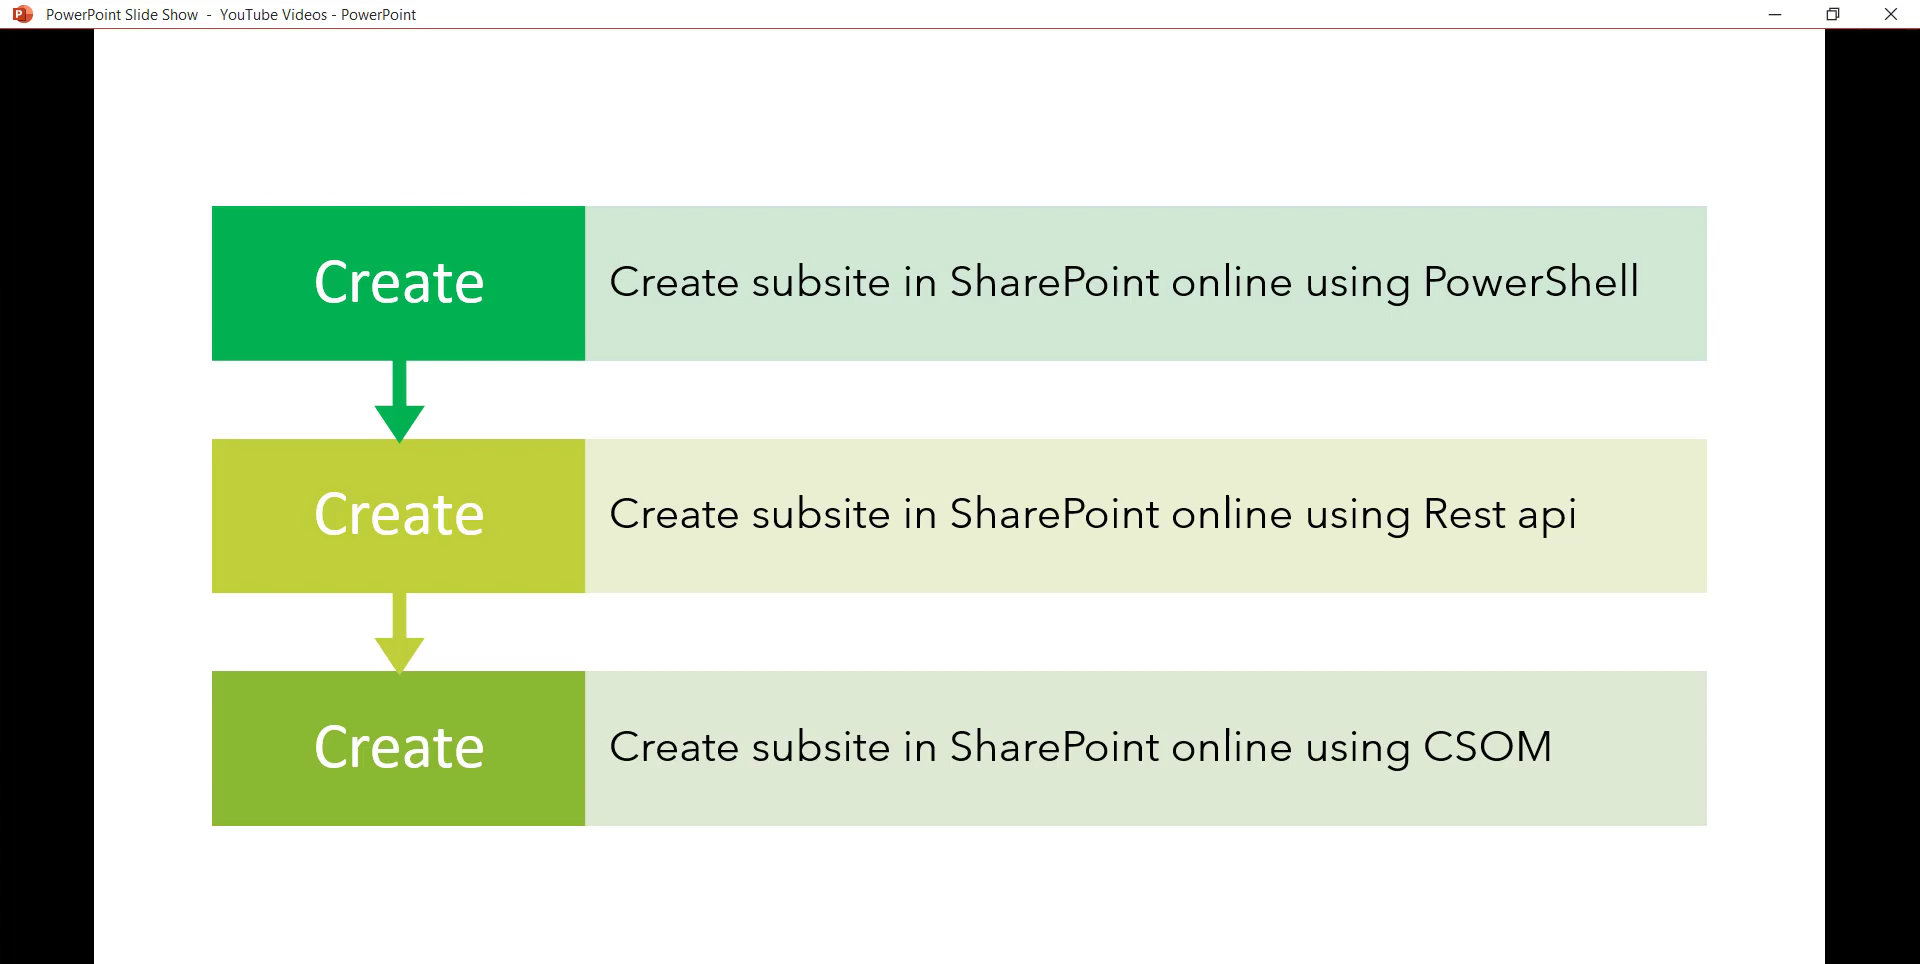 PowerPoint Slide Show - YouTube Videos - PowerPoint
Create
Create subsite in SharePoint online using PowerShell
Create
Create subsite in SharePoint online using Rest api
Create
Create subsite in SharePoint online using CSOM